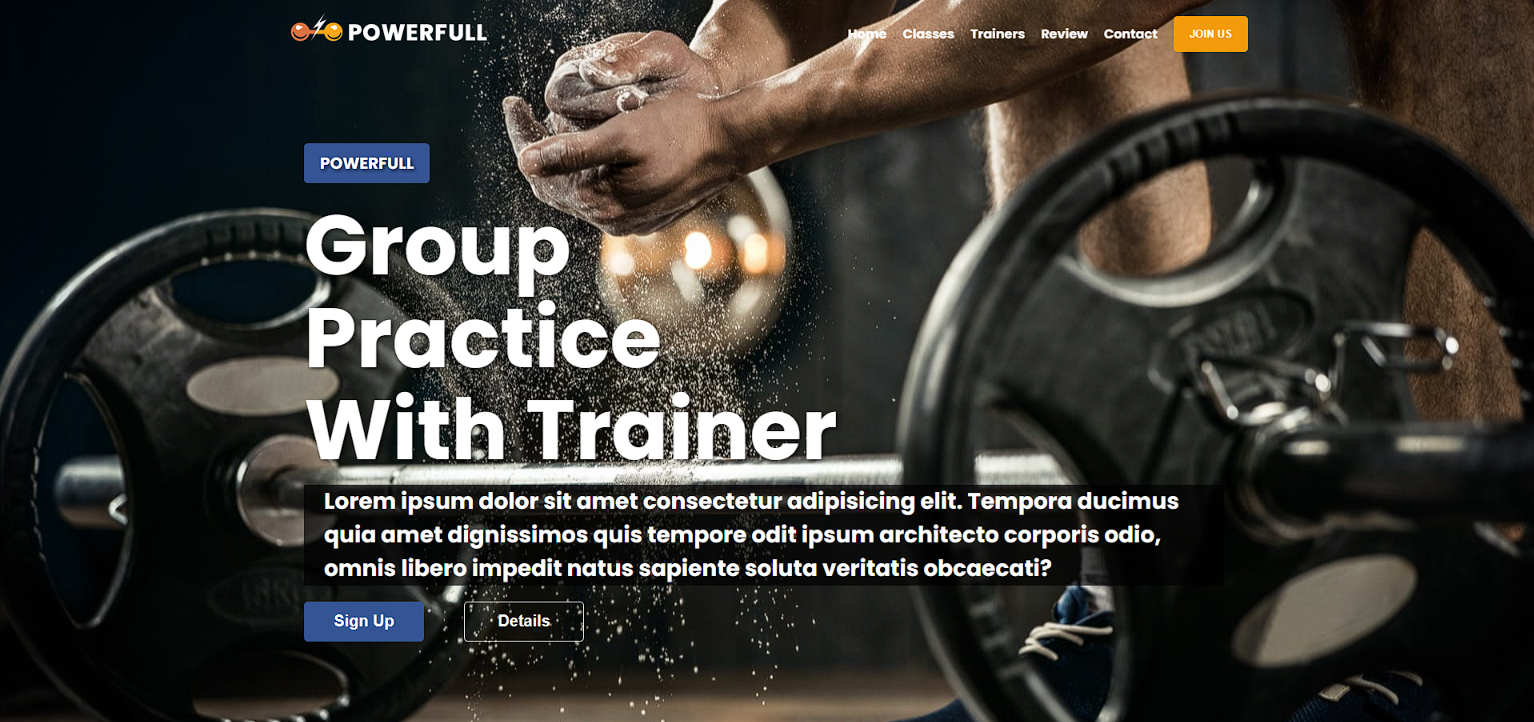 POWERFULL
Home Classes Trainers Review Contact JOIN US
POWERFULL
Group
Practice
With Trainer
Lorem ipsum dolor sit amet consectetur adipisicing elit. Tempora ducimus
quia amet dignissimos quis tempore odit ipsum architecto corporis odio,
omnis libero impedit natus sapiente soluta veritatis obcaecati?
Sign Up Details